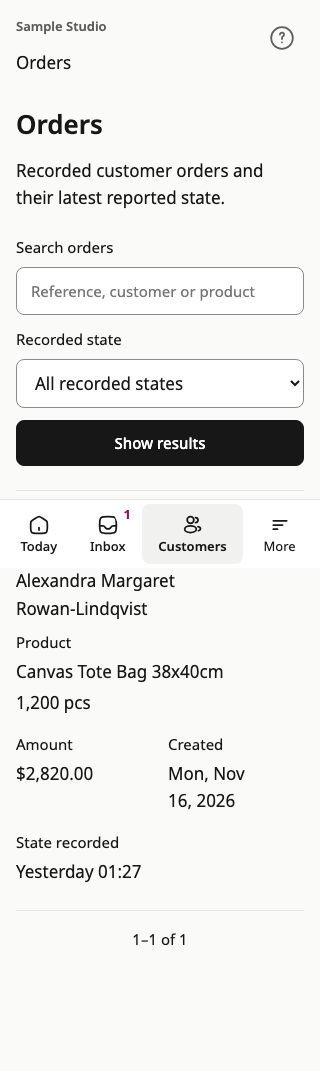 Sample Studio
Orders
Orders
Recorded customer orders and
their latest reported state.
Search orders
Reference, customer or product
Recorded state
All recorded states
Show results
Today
Inbox
1
Customers
More
Alexandra Margaret
Rowan-Lindqvist
Product
Canvas Tote Bag 38x40cm
1,200 pcs
Amount
Created
$2,820.00
Mon, Nov
16, 2026
State recorded
Yesterday 01:27
1–1 of 1